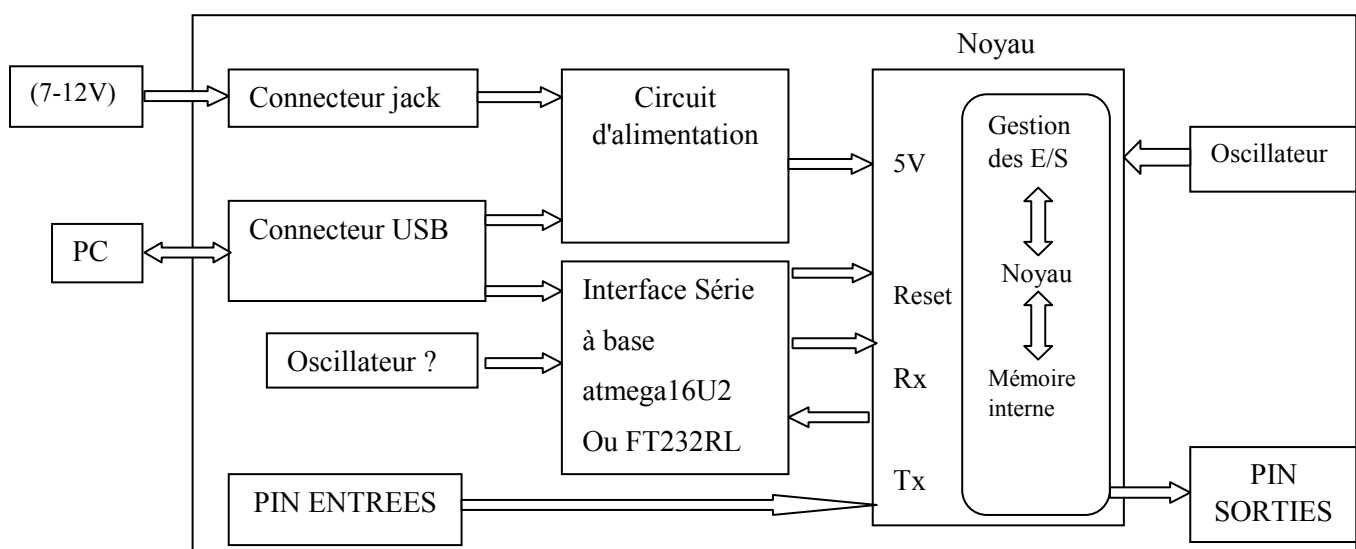 Noyau
(7-12V)
Connecteur jack
Circuit
d'alimentation
Gestion
des E/S
5V
Oscillateur
PC
Connecteur USB
Noyau
Interface Série
à base
atmega16U2
Ou FT232RL
Reset
Oscillateur ?
Rx
Mémoire
interne
Tx
PIN ENTREES
PIN
SORTIES